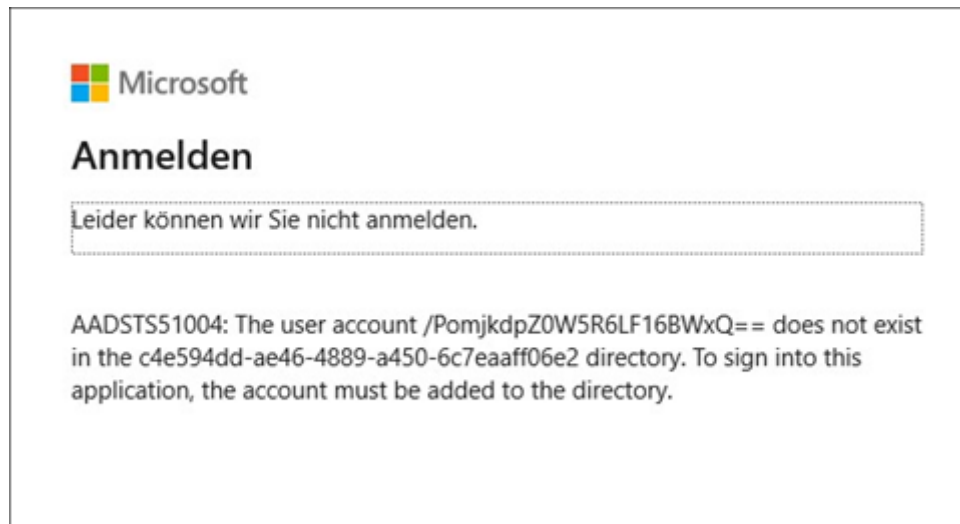 Microsoft
Anmelden
Leider können wir Sie nicht anmelden.
AADSTS51004: The user account /PomjkdpZ0W5R6LF16BWxQ== does not exist
in the c4e594dd-ae46-4889-a450-6c7eaaff06e2 directory. To sign into this
application, the account must be added to the directory.